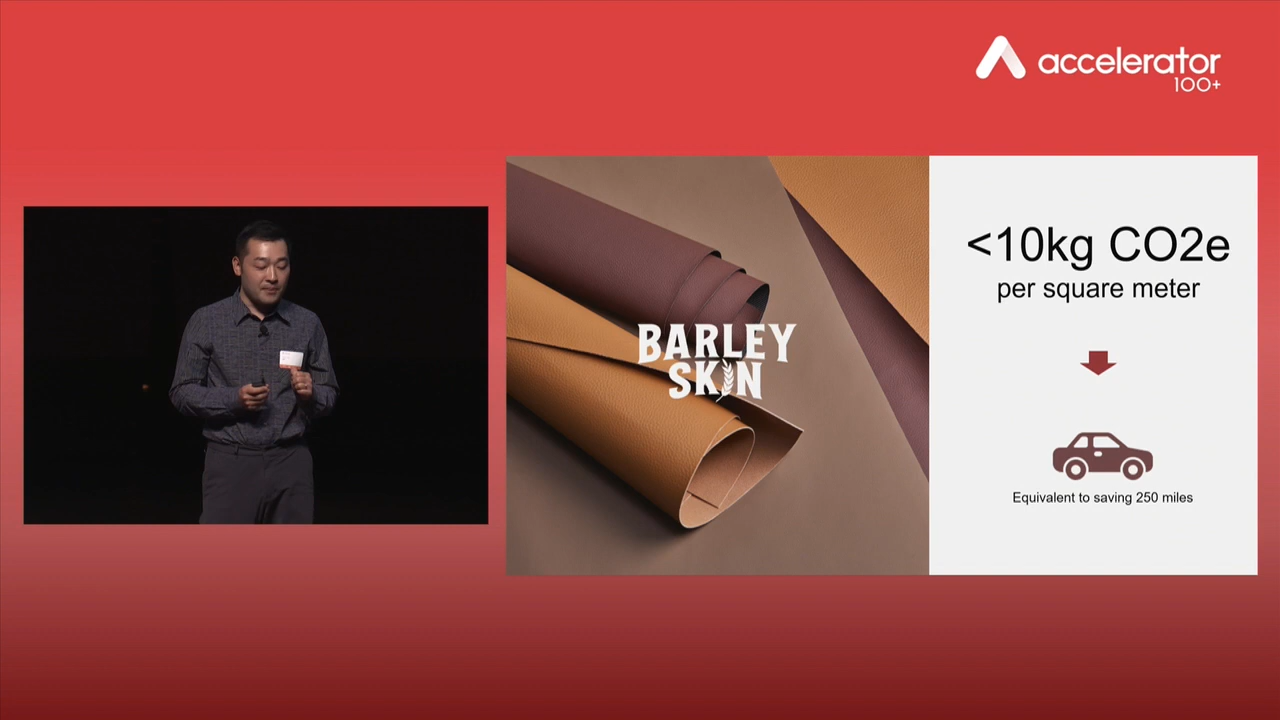 accelerator
100+
BARLEY
SKIN
<10kg CO2e
per square meter
Equivalent to saving 250 miles